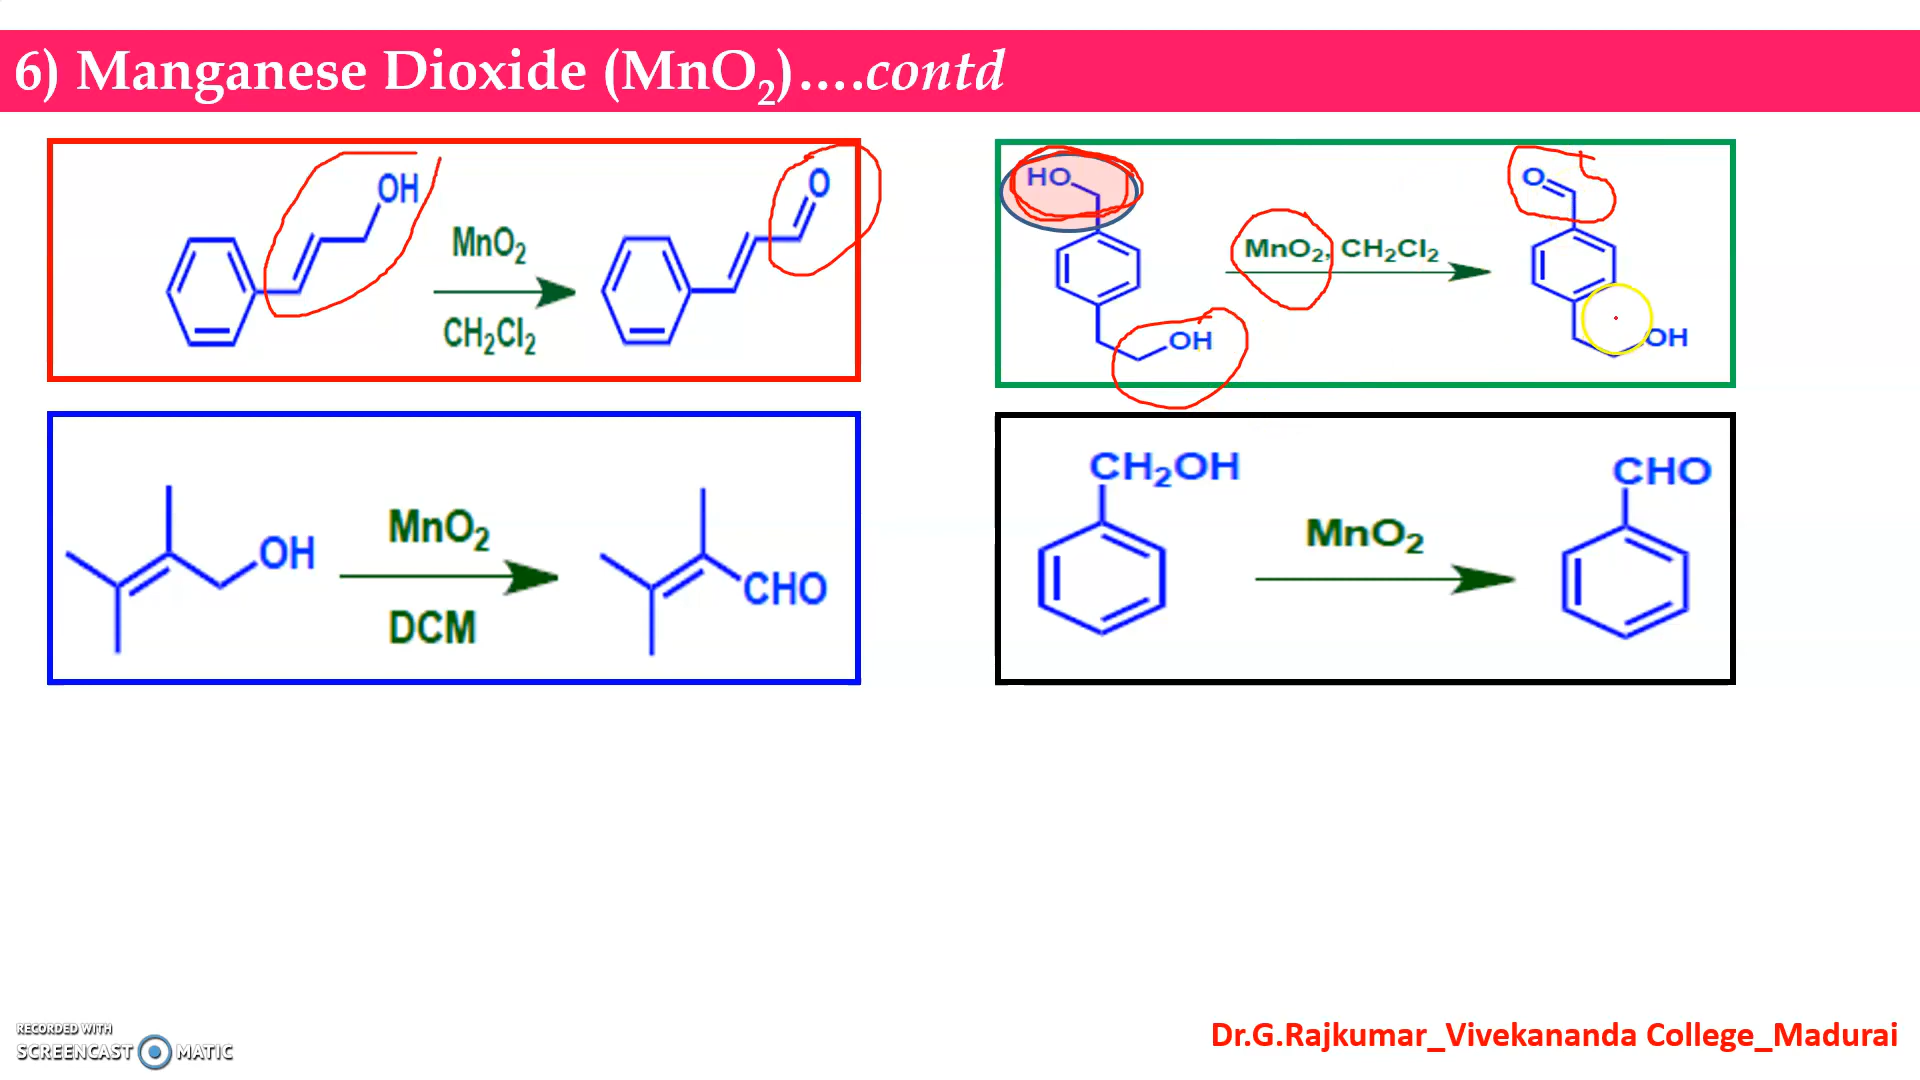 6) Manganese Dioxide (MnO₂)....contd
OH
MnO₂
CH₂Cl₂
O
HO
OH
MnO₂, CH₂Cl₂
O
OH
OH
MnO₂
DCM
CHO
CH₂OH
MnO₂
CHO
RECORDED WITH
SCREENCAST MATIC
Dr.G.Rajkumar_Vivekananda College_Madurai